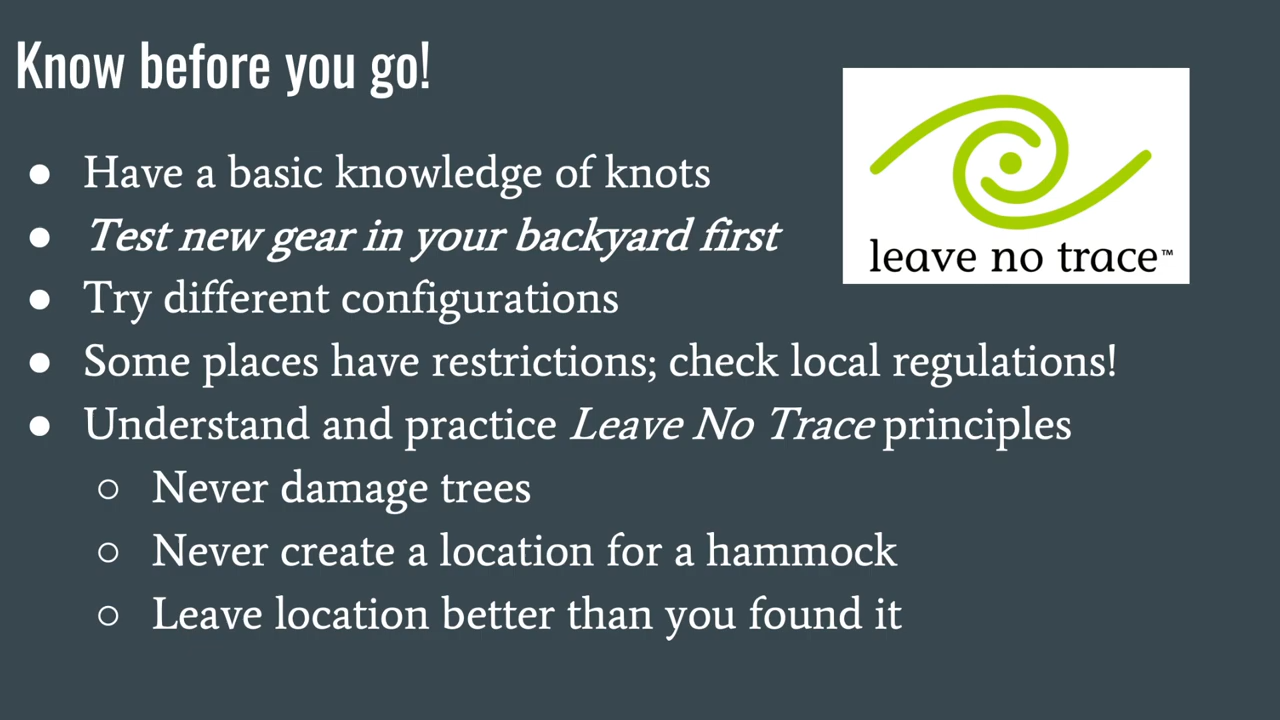 Know before you go!
leave no trace™
● Have a basic knowledge of knots
● Test new gear in your backyard first
● Try different configurations
● Some places have restrictions; check local regulations!
● Understand and practice Leave No Trace principles
○ Never damage trees
○ Never create a location for a hammock
○ Leave location better than you found it